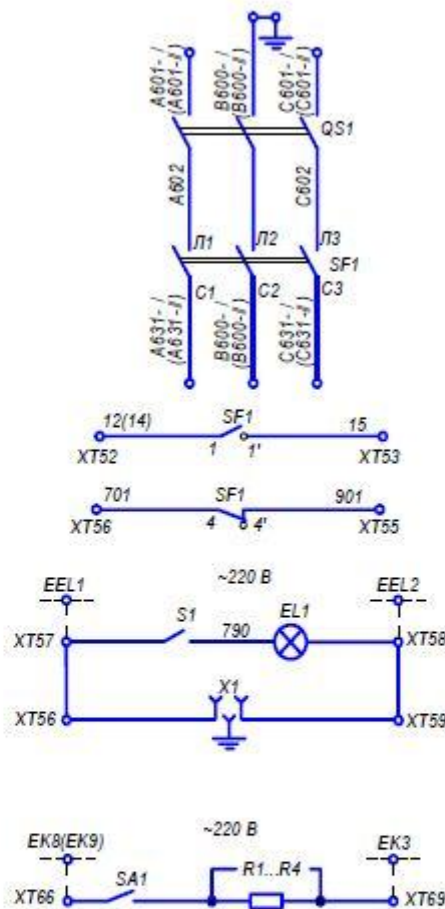 A601-I
(A601-II)
B600-I
(B600-II)
C601-I
(C601-II)
QS1
A602
C602
Л1
Л2
Л3
SF1
C1
C2
C3
A631-I
(A631-II)
B600-I
(B600-II)
C631-I
(C631-II)
12(14)
SF1
15
XT52
1
1'
XT53
701
SF1
901
XT56
4
4'
XT55
~220 В
EEL1
EEL2
S1
EL1
XT57
790
XT58
X1
XT56
XT59
~220 В
EK8(EK9)
R1...R4
EK3
XT66
SA1
XT69